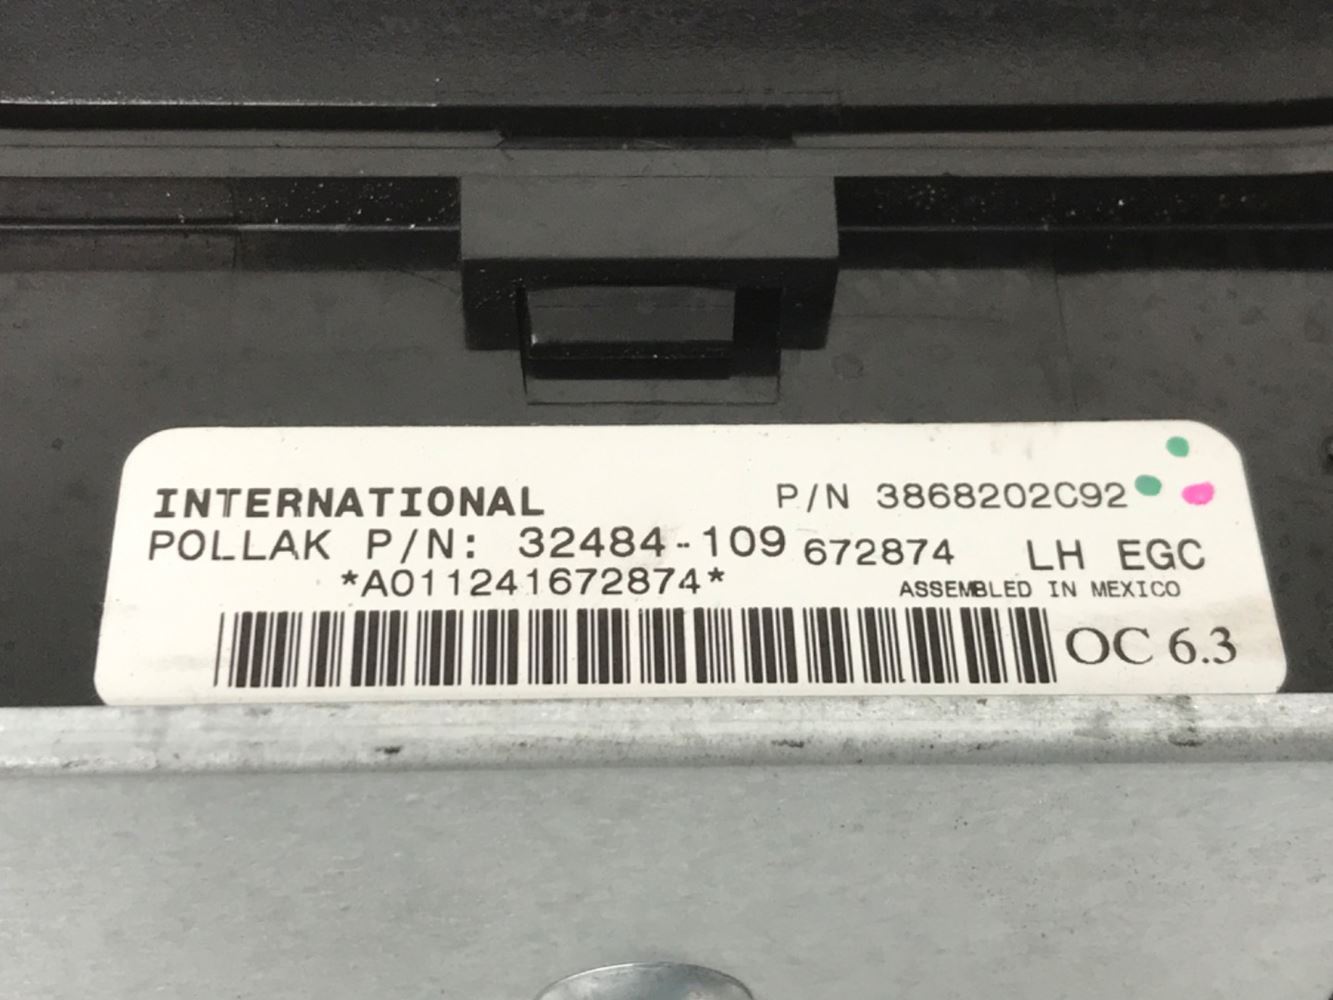 INTERNATIONAL P/N 3868202C92
POLLAK P/N: 32484-109 672874 LH EGC
*A011241672874* ASSEMBLED IN MEXICO
OC 6.3